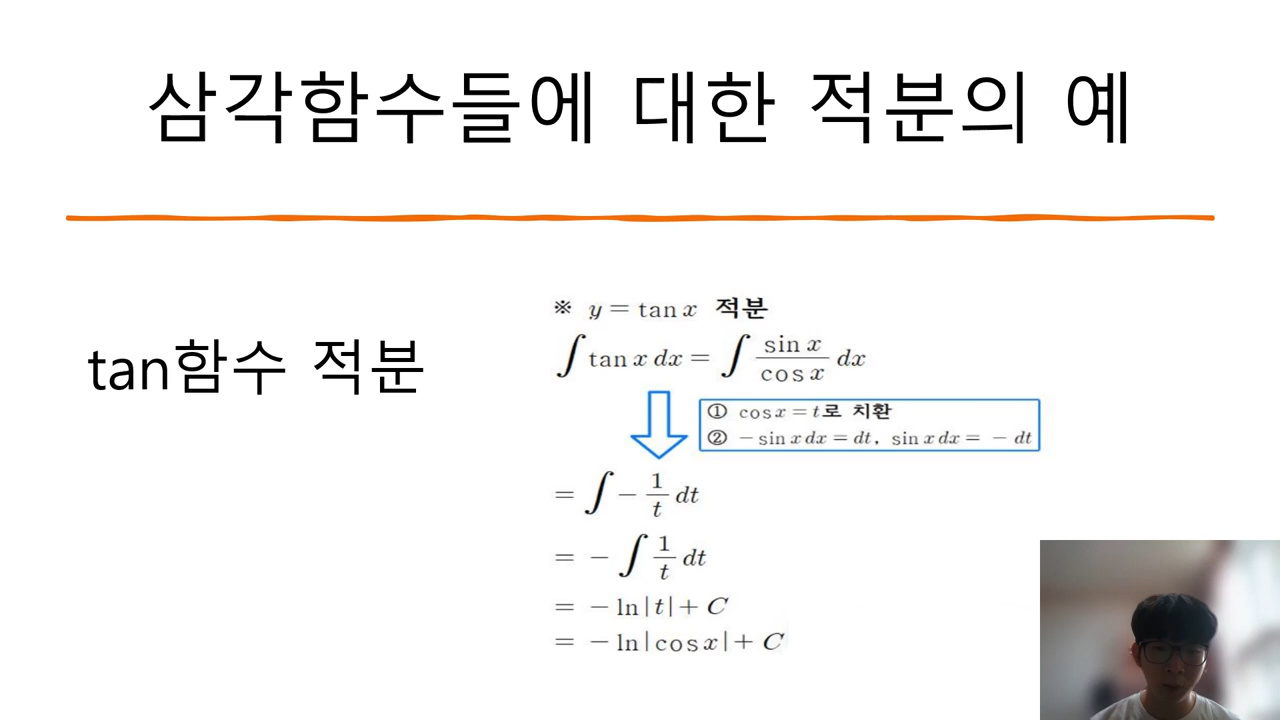 삼각함수들에 대한 적분의 예
tan함수 적분
※ y = tan x 적분
∫ tan x dx = ∫ sin x / cos x dx
① cos x = t로 치환
② − sin x dx = dt, sin x dx = − dt
= ∫ − 1/t dt
= − ∫ 1/t dt
= − ln|t| + C
= − ln|cos x| + C